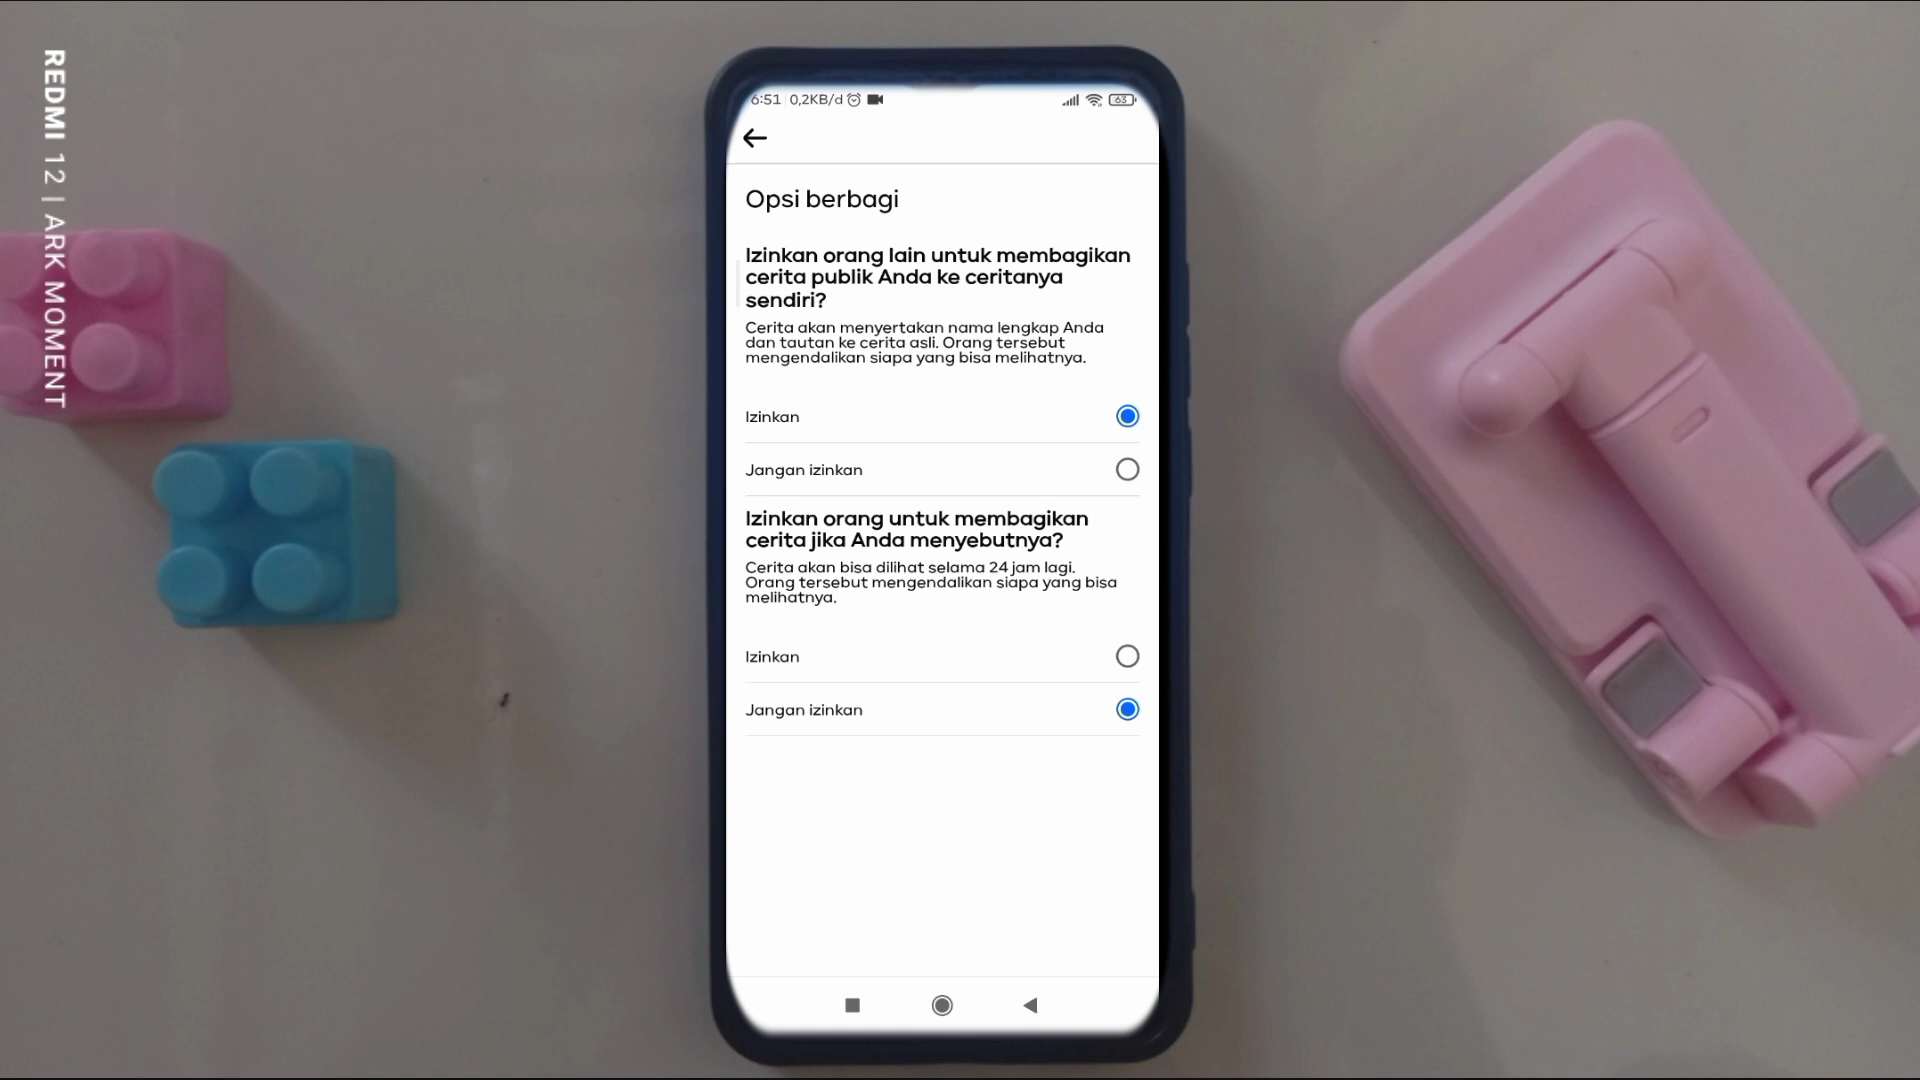 REDMI 12 | ARK MOMENT
6:51 0,2KB/d
63
Opsi berbagi
Izinkan orang lain untuk membagikan
cerita publik Anda ke ceritanya
sendiri?
Cerita akan menyertakan nama lengkap Anda
dan tautan ke cerita asli. Orang tersebut
mengendalikan siapa yang bisa melihatnya.
Izinkan
Jangan izinkan
Izinkan orang untuk membagikan
cerita jika Anda menyebutnya?
Cerita akan bisa dilihat selama 24 jam lagi.
Orang tersebut mengendalikan siapa yang bisa
melihatnya.
Izinkan
Jangan izinkan